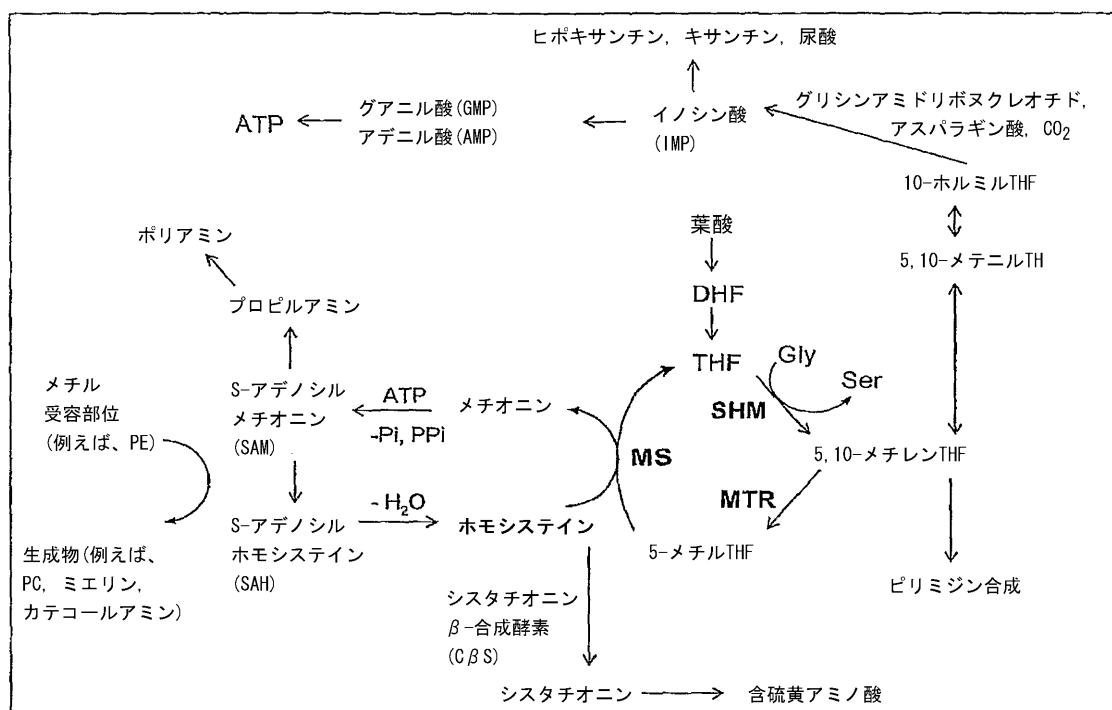 ヒポキサンチン, キサンチン, 尿酸
グリシンアミドリボヌクレオチド,
アスパラギン酸, CO2
グアニル酸(GMP)
アデニル酸(AMP)
ATP
イノシン酸
(IMP)
10-ホルミルTHF
葉酸
5,10-メテニルTH
ポリアミン
DHF
プロピルアミン
THF
Gly
Ser
SHM
メチル
受容部位
(例えば、PE)
S-アデノシル
メチオニン
(SAM)
ATP
-Pi, PPi
メチオニン
MS
5,10-メチレンTHF
MTR
-H2O
S-アデノシル
ホモシステイン
(SAH)
ホモシステイン
5-メチルTHF
生成物(例えば、
PC, ミエリン,
カテコールアミン)
ピリミジン合成
シスタチオニン
β-合成酵素
(CβS)
シスタチオニン
含硫黄アミノ酸